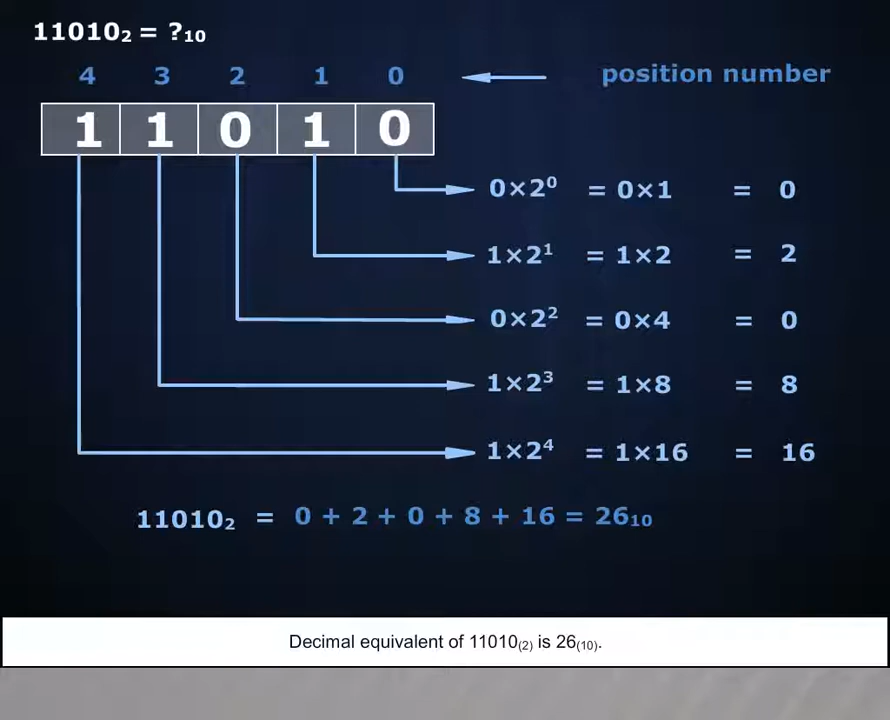 11010₂ = ?₁₀
4 3 2 1 0 position number
1 1 0 1 0
0×2⁰ = 0×1 = 0
1×2¹ = 1×2 = 2
0×2² = 0×4 = 0
1×2³ = 1×8 = 8
1×2⁴ = 1×16 = 16
11010₂ = 0 + 2 + 0 + 8 + 16 = 26₁₀
Decimal equivalent of 11010₍₂₎ is 26₍₁₀₎.